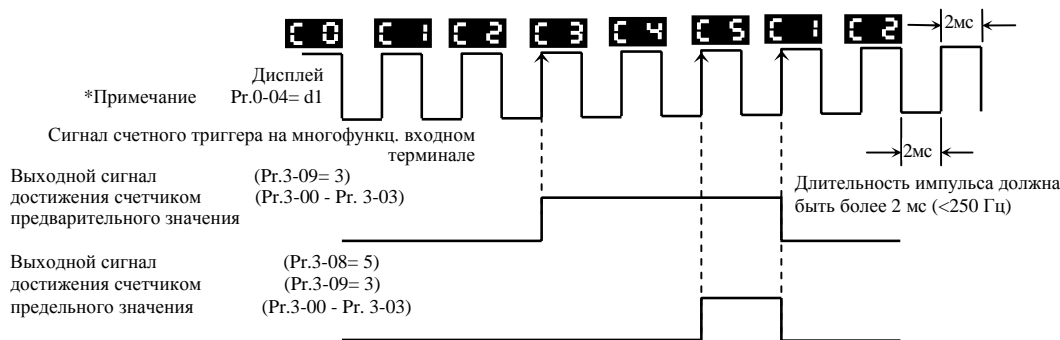 C 0 C 1 C 2 C 3 C 4 C 5 C 1 C 2 2мс
Дисплей
*Примечание Pr.0-04= d1
Сигнал счетного триггера на многофункц. входном
терминале
2мс
Выходной сигнал (Pr.3-09= 3)
достижения счетчиком (Pr.3-00 - Pr. 3-03)
предварительного значения
Длительность импульса должна
быть более 2 мс (<250 Гц)
Выходной сигнал (Pr.3-08= 5)
достижения счетчиком (Pr.3-09= 3)
предельного значения (Pr.3-00 - Pr. 3-03)